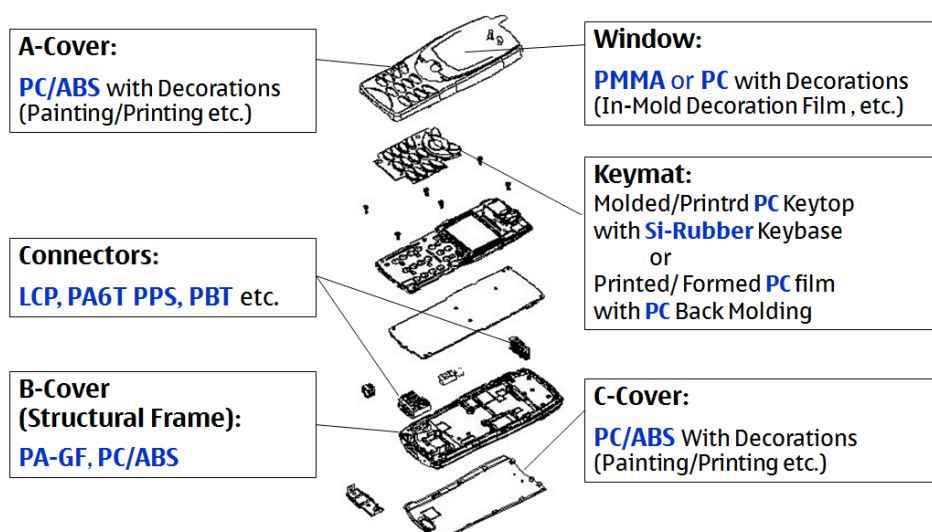 A-Cover:
PC/ABS with Decorations
(Painting/Printing etc.)
Window:
PMMA or PC with Decorations
(In-Mold Decoration Film , etc.)
Keymat:
Molded/Printrd PC Keytop
with Si-Rubber Keybase
or
Printed/ Formed PC film
with PC Back Molding
Connectors:
LCP, PA6T PPS, PBT etc.
B-Cover
(Structural Frame):
PA-GF, PC/ABS
C-Cover:
PC/ABS With Decorations
(Painting/Printing etc.)